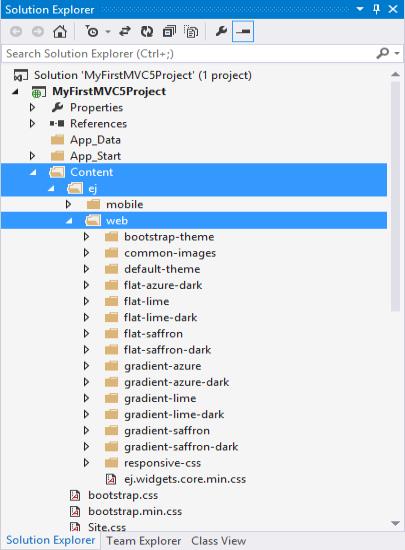 Solution Explorer
Search Solution Explorer (Ctrl+;)
Solution 'MyFirstMVC5Project' (1 project)
MyFirstMVC5Project
Properties
References
App_Data
App_Start
Content
ej
mobile
web
bootstrap-theme
common-images
default-theme
flat-azure-dark
flat-lime
flat-lime-dark
flat-saffron
flat-saffron-dark
gradient-azure
gradient-azure-dark
gradient-lime
gradient-lime-dark
gradient-saffron
gradient-saffron-dark
responsive-css
ej.widgets.core.min.css
bootstrap.css
bootstrap.min.css
Site.css
Solution Explorer Team Explorer Class View